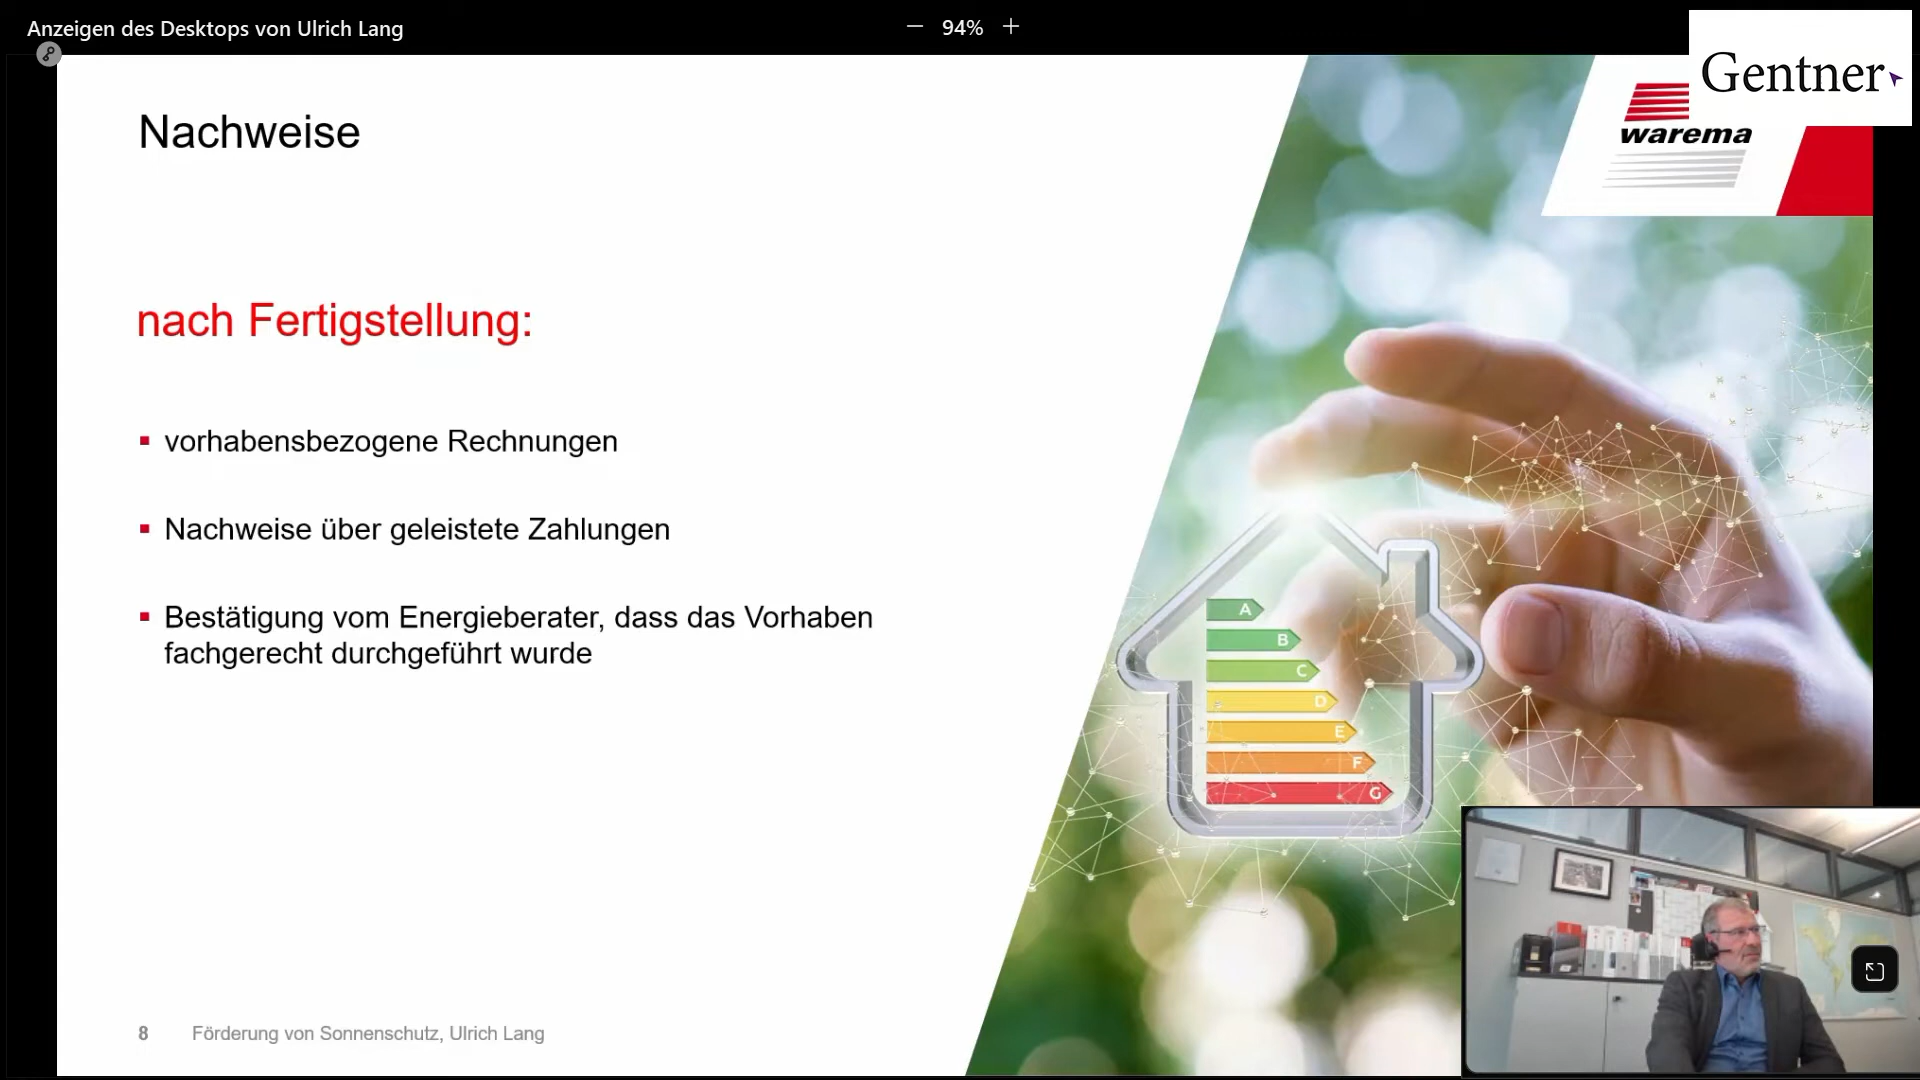 Anzeigen des Desktops von Ulrich Lang
94%
Gentner
warema
Nachweise
nach Fertigstellung:
vorhabensbezogene Rechnungen
Nachweise über geleistete Zahlungen
Bestätigung vom Energieberater, dass das Vorhaben
fachgerecht durchgeführt wurde
A
B
C
D
E
F
G
8 Förderung von Sonnenschutz, Ulrich Lang